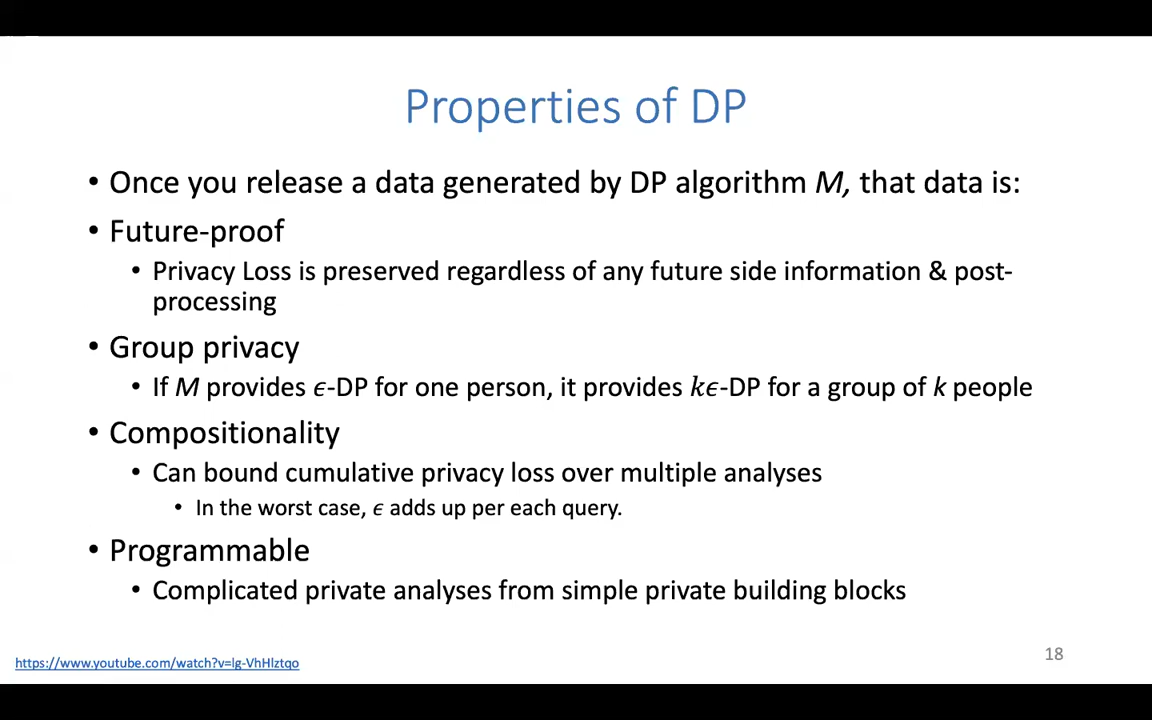 Properties of DP
• Once you release a data generated by DP algorithm M, that data is:
• Future-proof
• Privacy Loss is preserved regardless of any future side information & post-
processing
• Group privacy
• If M provides ϵ-DP for one person, it provides kϵ-DP for a group of k people
• Compositionality
• Can bound cumulative privacy loss over multiple analyses
• In the worst case, ϵ adds up per each query.
• Programmable
• Complicated private analyses from simple private building blocks
https://www.youtube.com/watch?v=lg-VhHlztqo
18